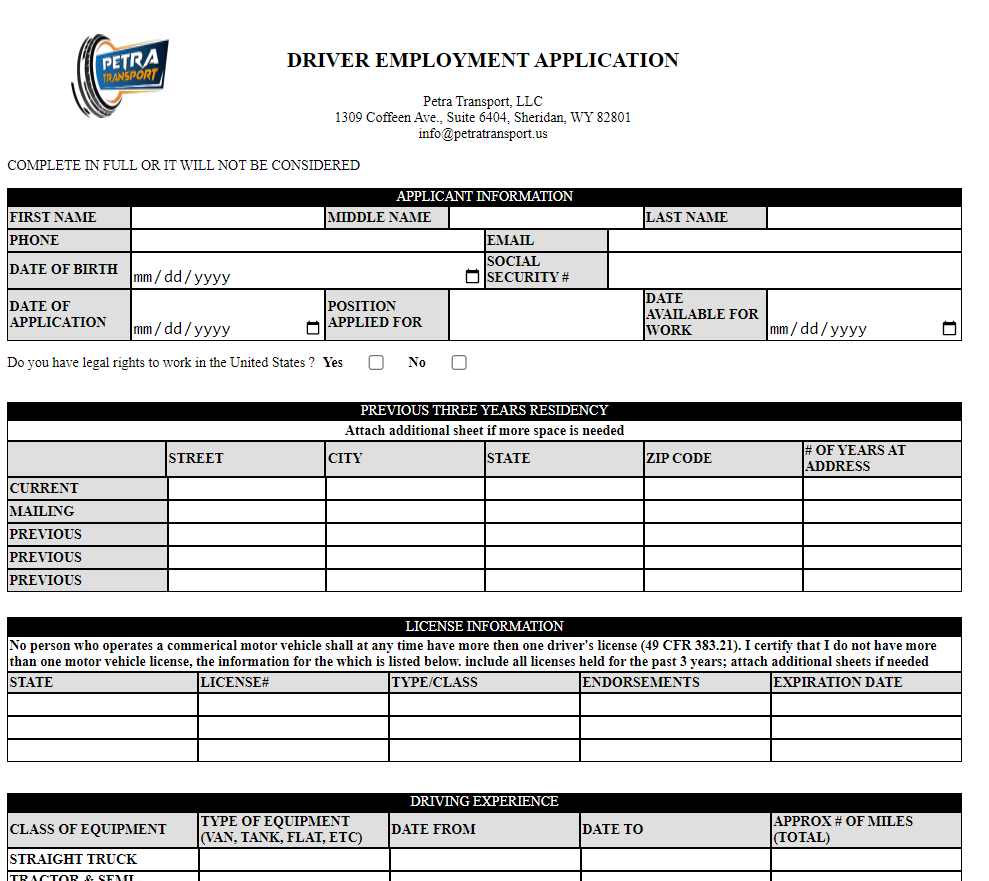 PETRA
TRANSPORT
DRIVER EMPLOYMENT APPLICATION
Petra Transport, LLC
1309 Coffeen Ave., Suite 6404, Sheridan, WY 82801
info@petratransport.us
COMPLETE IN FULL OR IT WILL NOT BE CONSIDERED
APPLICANT INFORMATION
FIRST NAME MIDDLE NAME LAST NAME
PHONE EMAIL
DATE OF BIRTH mm/dd/yyyy SOCIAL
SECURITY #
DATE OF
APPLICATION mm/dd/yyyy POSITION
APPLIED FOR DATE
AVAILABLE FOR
WORK mm/dd/yyyy
Do you have legal rights to work in the United States ? Yes No
PREVIOUS THREE YEARS RESIDENCY
Attach additional sheet if more space is needed
STREET CITY STATE ZIP CODE # OF YEARS AT
ADDRESS
CURRENT
MAILING
PREVIOUS
PREVIOUS
PREVIOUS
LICENSE INFORMATION
No person who operates a commerical motor vehicle shall at any time have more then one driver's license (49 CFR 383.21). I certify that I do not have more
than one motor vehicle license, the information for the which is listed below. include all licenses held for the past 3 years; attach additional sheets if needed
STATE LICENSE# TYPE/CLASS ENDORSEMENTS EXPIRATION DATE
DRIVING EXPERIENCE
CLASS OF EQUIPMENT TYPE OF EQUIPMENT
(VAN, TANK, FLAT, ETC) DATE FROM DATE TO APPROX # OF MILES
(TOTAL)
STRAIGHT TRUCK
TRACTOR & SEMI